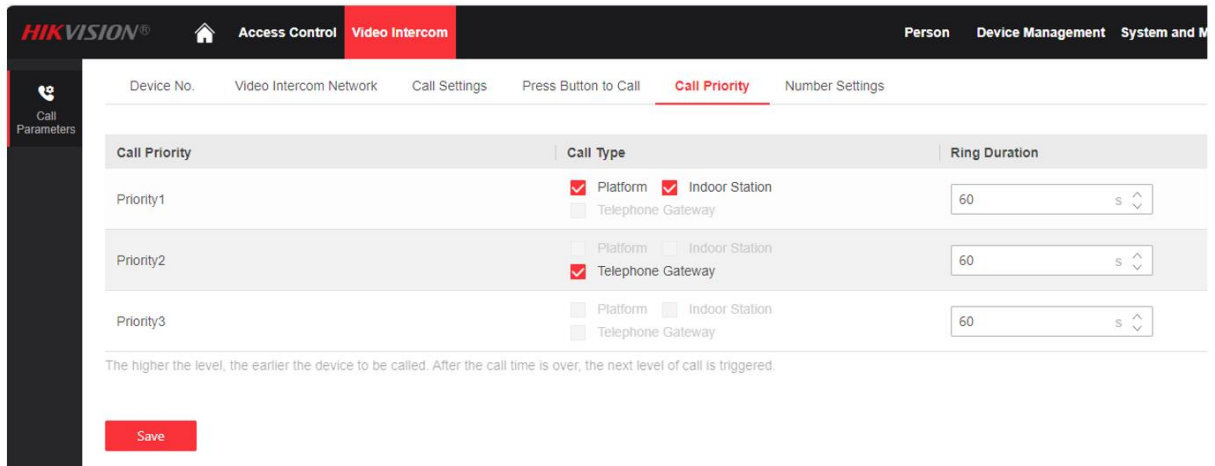 HIKVISION® Access Control Video Intercom Person Device Management System and M
Call
Parameters
Device No. Video Intercom Network Call Settings Press Button to Call Call Priority Number Settings
Call Priority Call Type Ring Duration
Platform Indoor Station
Priority1 60 s
Telephone Gateway
Platform Indoor Station
Priority2 60 s
Telephone Gateway
Platform Indoor Station
Priority3 60 s
Telephone Gateway
The higher the level, the earlier the device to be called. After the call time is over, the next level of call is triggered.
Save